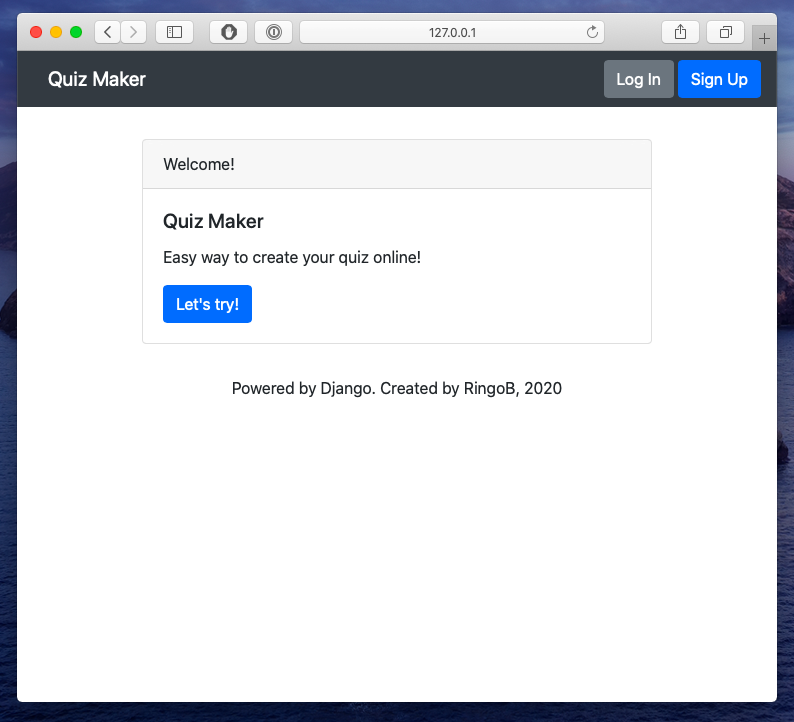 127.0.0.1
Quiz Maker
Log In
Sign Up
Welcome!
Quiz Maker
Easy way to create your quiz online!
Let's try!
Powered by Django. Created by RingoB, 2020